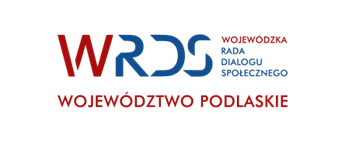 WRDS
WOJEWÓDZKA
RADA
DIALOGU
SPOŁECZNEGO
WOJEWÓDZTWO PODLASKIE